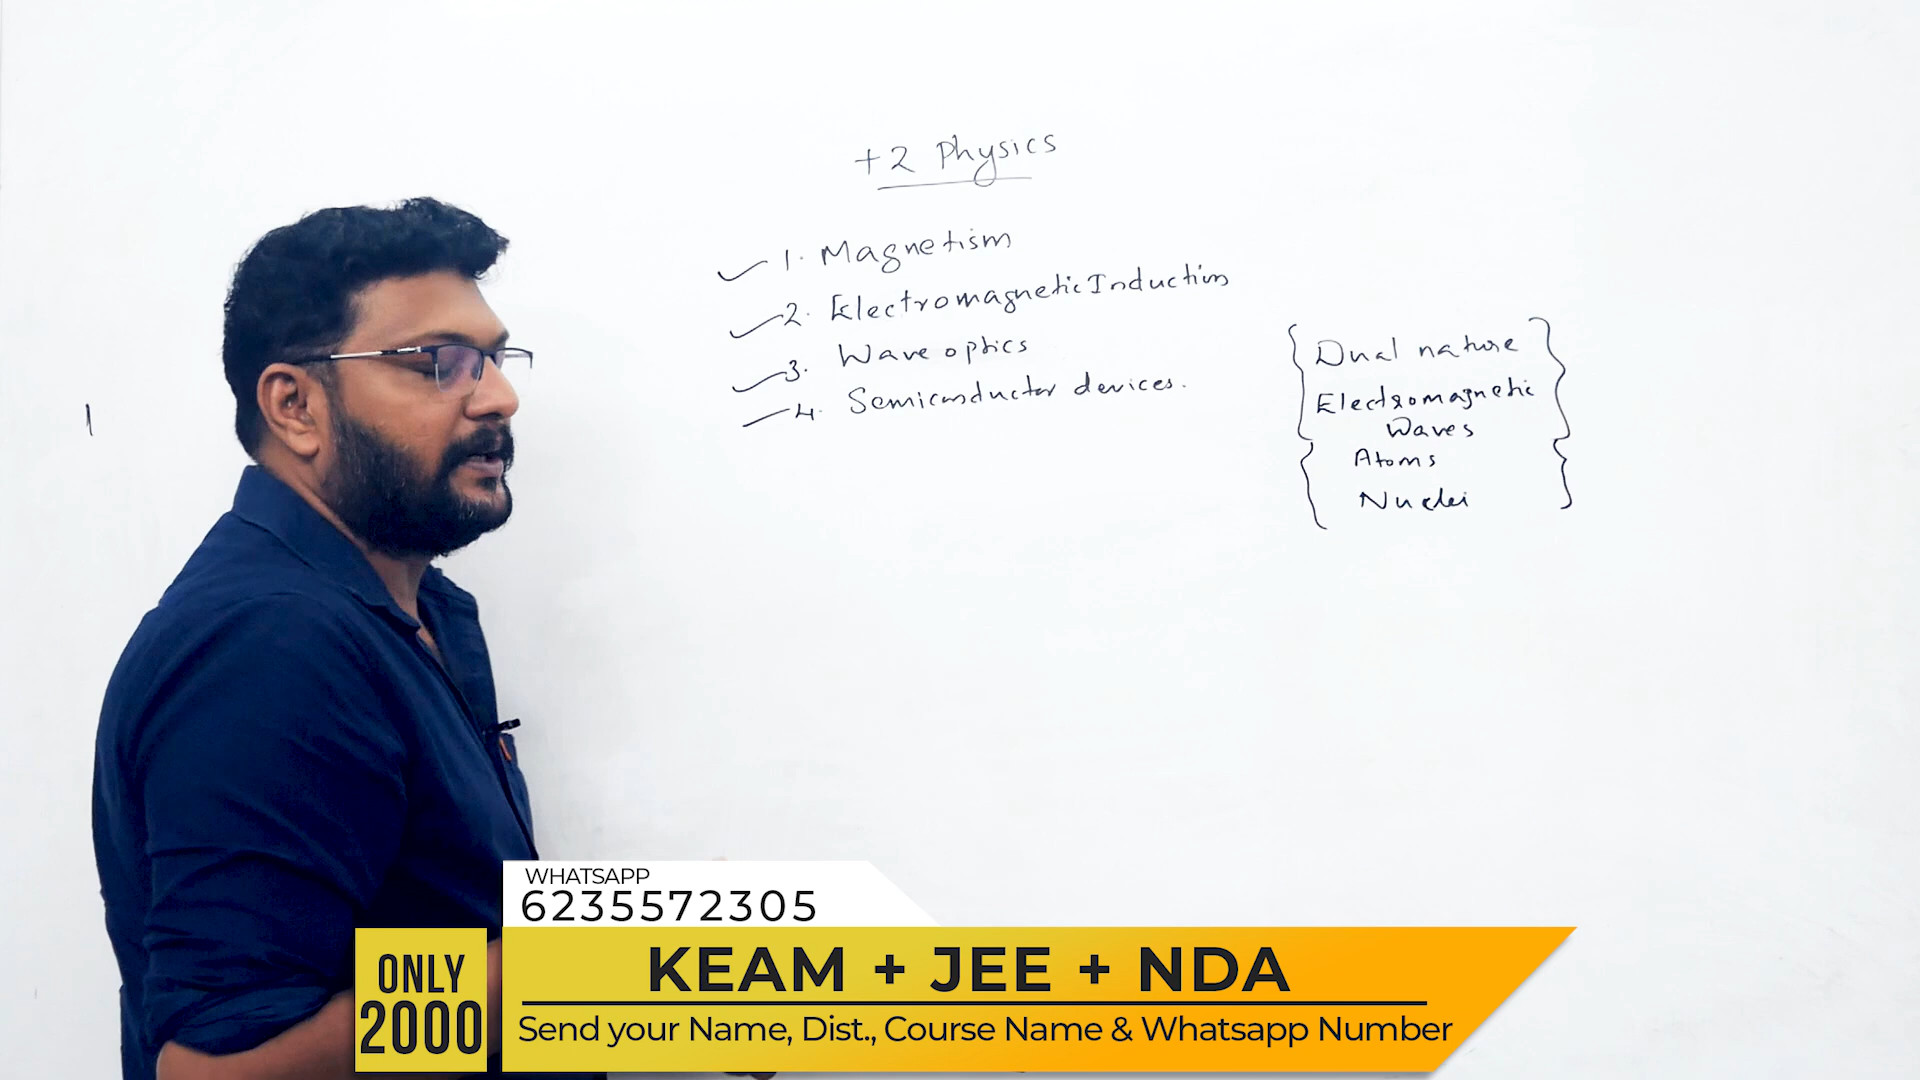 +2 Physics
1. Magnetism
2. Electromagnetic Induction
3. Wave optics
4. Semiconductor devices.
Dual nature
Electromagnetic
Waves
Atoms
Nuclei
WHATSAPP
6235572305
ONLY
2000
KEAM + JEE + NDA
Send your Name, Dist., Course Name & Whatsapp Number